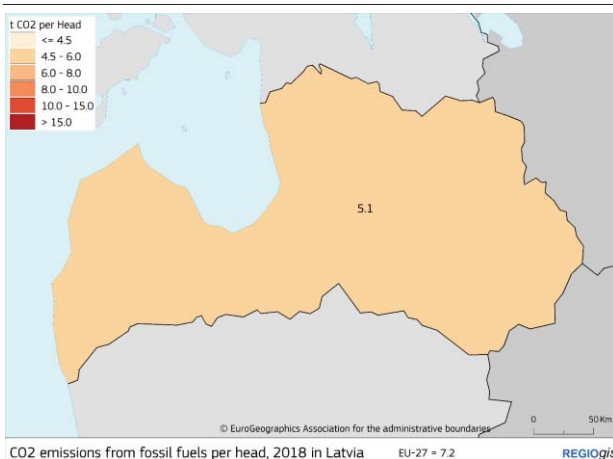 t CO2 per Head
<= 4.5
4.5 - 6.0
6.0 - 8.0
8.0 - 10.0
10.0 - 15.0
> 15.0
5.1
© EuroGeographics Association for the administrative boundaries
0 50 Km
CO2 emissions from fossil fuels per head, 2018 in Latvia EU-27 = 7.2 REGIOgis